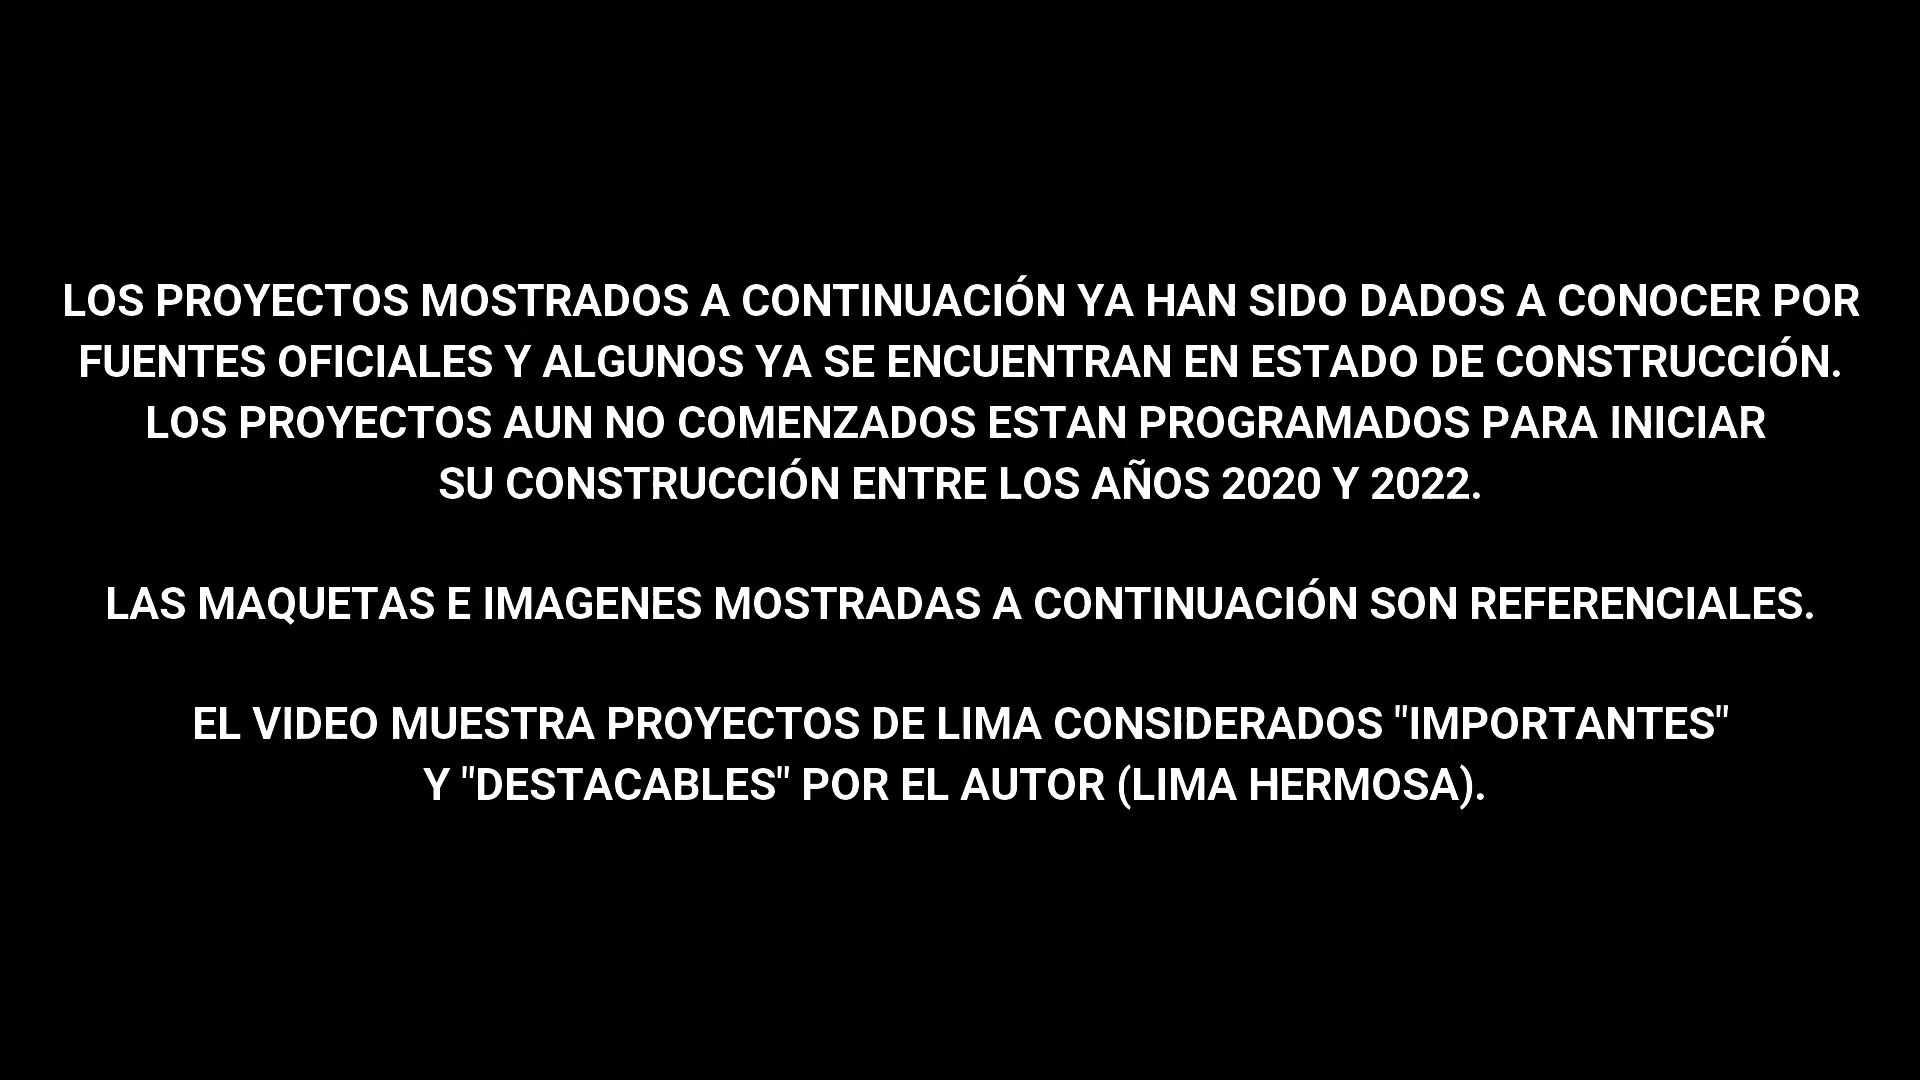 LOS PROYECTOS MOSTRADOS A CONTINUACIÓN YA HAN SIDO DADOS A CONOCER POR
FUENTES OFICIALES Y ALGUNOS YA SE ENCUENTRAN EN ESTADO DE CONSTRUCCIÓN.
LOS PROYECTOS AUN NO COMENZADOS ESTAN PROGRAMADOS PARA INICIAR
SU CONSTRUCCIÓN ENTRE LOS AÑOS 2020 Y 2022.
LAS MAQUETAS E IMAGENES MOSTRADAS A CONTINUACIÓN SON REFERENCIALES.
EL VIDEO MUESTRA PROYECTOS DE LIMA CONSIDERADOS "IMPORTANTES"
Y "DESTACABLES" POR EL AUTOR (LIMA HERMOSA).